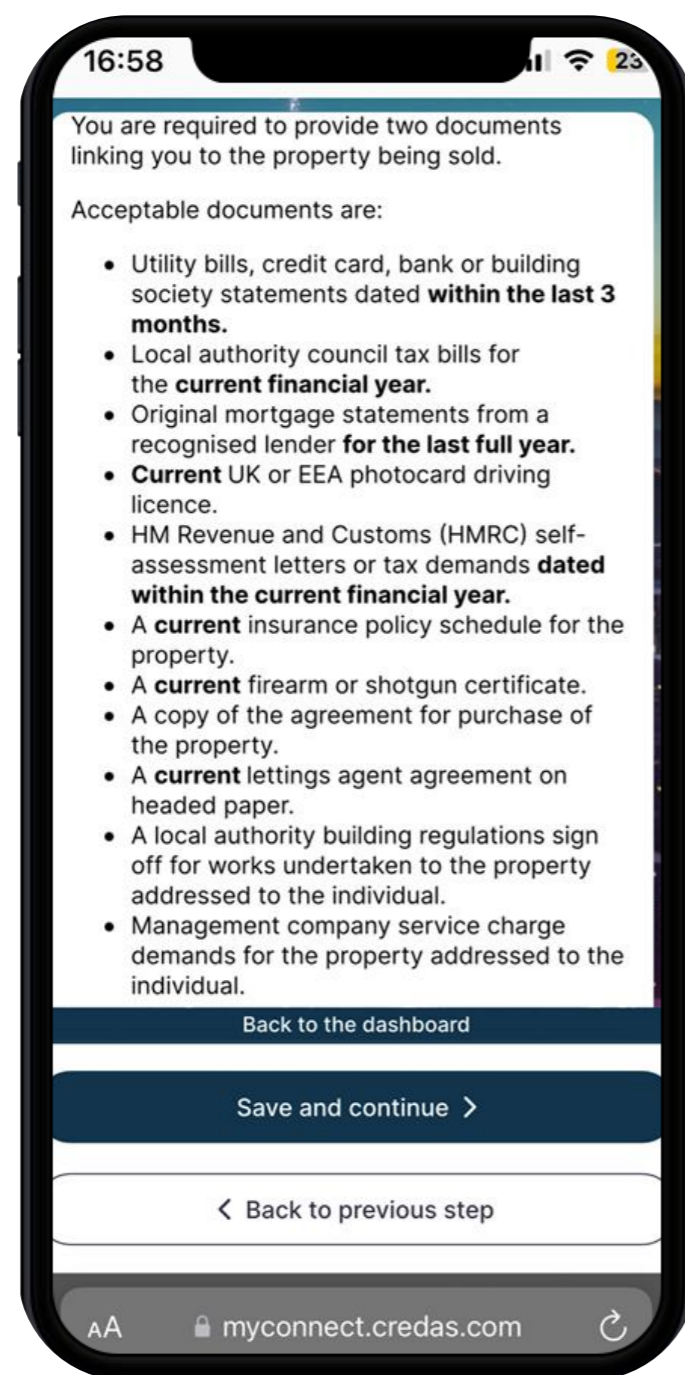 16:58
23
You are required to provide two documents
linking you to the property being sold.
Acceptable documents are:
• Utility bills, credit card, bank or building
society statements dated within the last 3
months.
• Local authority council tax bills for
the current financial year.
• Original mortgage statements from a
recognised lender for the last full year.
• Current UK or EEA photocard driving
licence.
• HM Revenue and Customs (HMRC) self-
assessment letters or tax demands dated
within the current financial year.
• A current insurance policy schedule for the
property.
• A current firearm or shotgun certificate.
• A copy of the agreement for purchase of
the property.
• A current lettings agent agreement on
headed paper.
• A local authority building regulations sign
off for works undertaken to the property
addressed to the individual.
• Management company service charge
demands for the property addressed to the
individual.
Back to the dashboard
Save and continue >
< Back to previous step
AA myconnect.credas.com